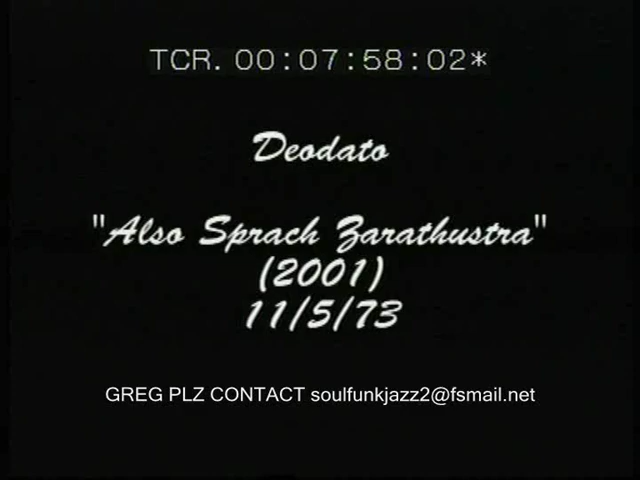 TCR. 00:07:58:02*
Deodato
"Also Sprach Zarathustra"
(2001)
11/5/73
GREG PLZ CONTACT soulfunkjazz2@fsmail.net